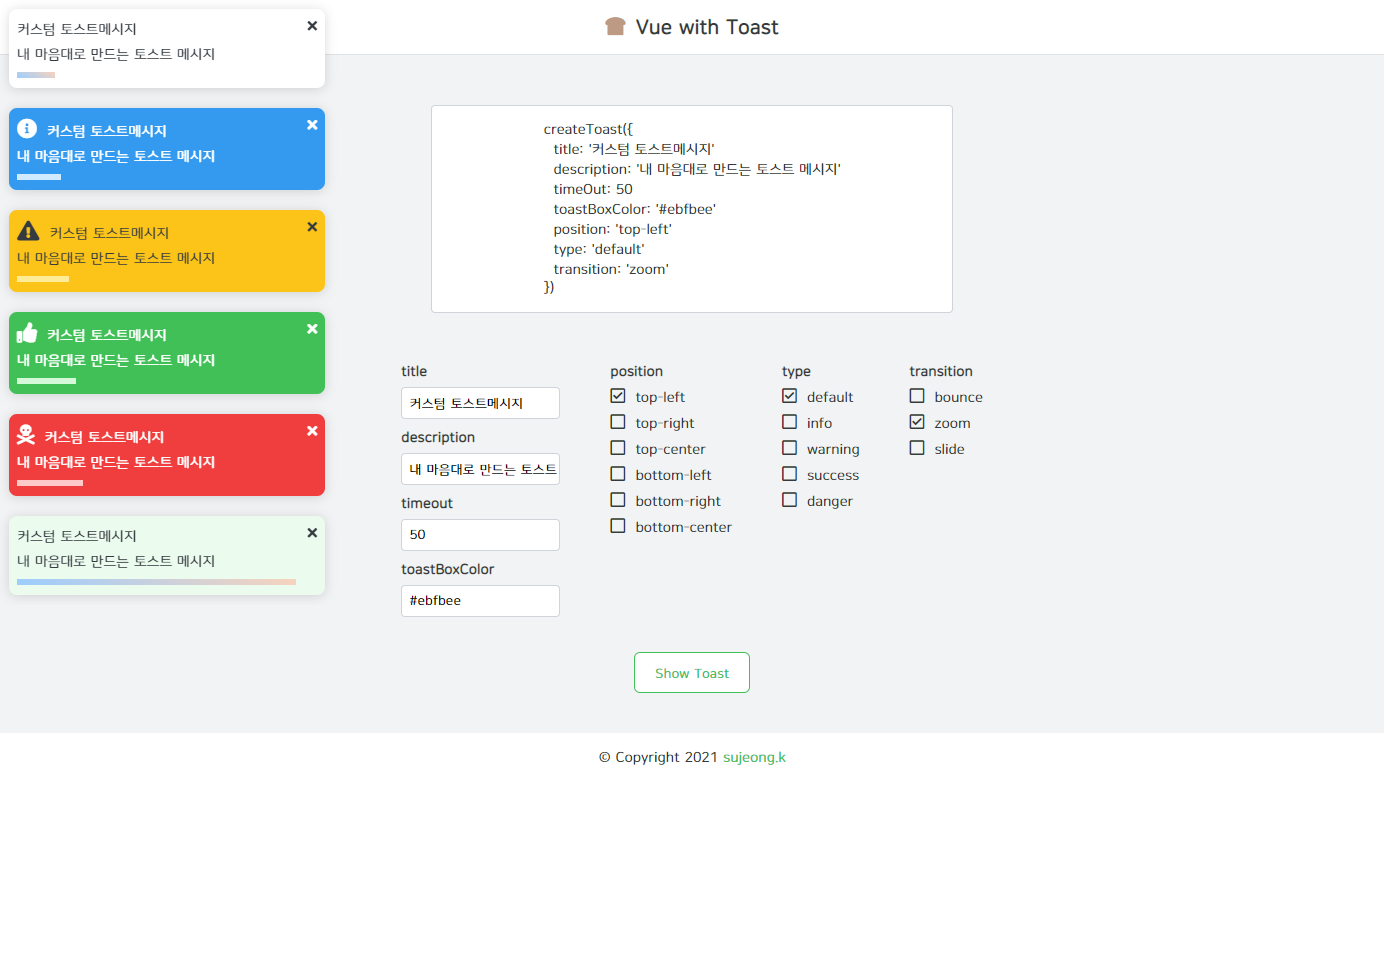 커스텀 토스트메시지
내 마음대로 만드는 토스트 메시지
커스텀 토스트메시지
내 마음대로 만드는 토스트 메시지
커스텀 토스트메시지
내 마음대로 만드는 토스트 메시지
커스텀 토스트메시지
내 마음대로 만드는 토스트 메시지
커스텀 토스트메시지
내 마음대로 만드는 토스트 메시지
커스텀 토스트메시지
내 마음대로 만드는 토스트 메시지
Vue with Toast
createToast({
title: '커스텀 토스트메시지'
description: '내 마음대로 만드는 토스트 메시지'
timeOut: 50
toastBoxColor: '#ebfbee'
position: 'top-left'
type: 'default'
transition: 'zoom'
})
title
커스텀 토스트메시지
description
내 마음대로 만드는 토스트
timeout
50
toastBoxColor
#ebfbee
position
top-left
top-right
top-center
bottom-left
bottom-right
bottom-center
type
default
info
warning
success
danger
transition
bounce
zoom
slide
Show Toast
© Copyright 2021 sujeong.k